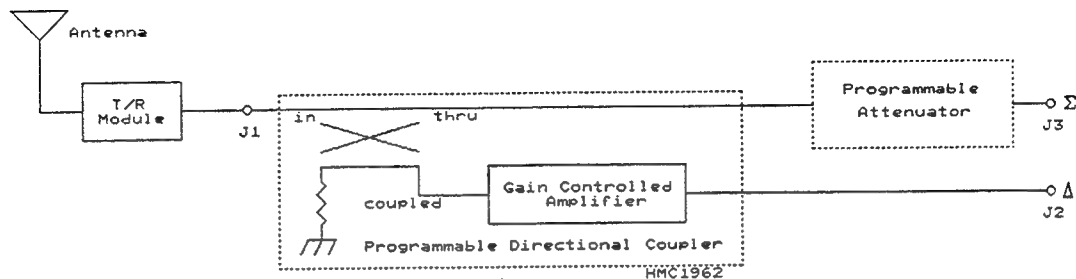 Antenna
T/R
Module
J1
in
thru
coupled
Gain Controlled
Amplifier
Programmable Directional Coupler
HMC1962
Programmable
Attenuator
Σ
J3
Δ
J2